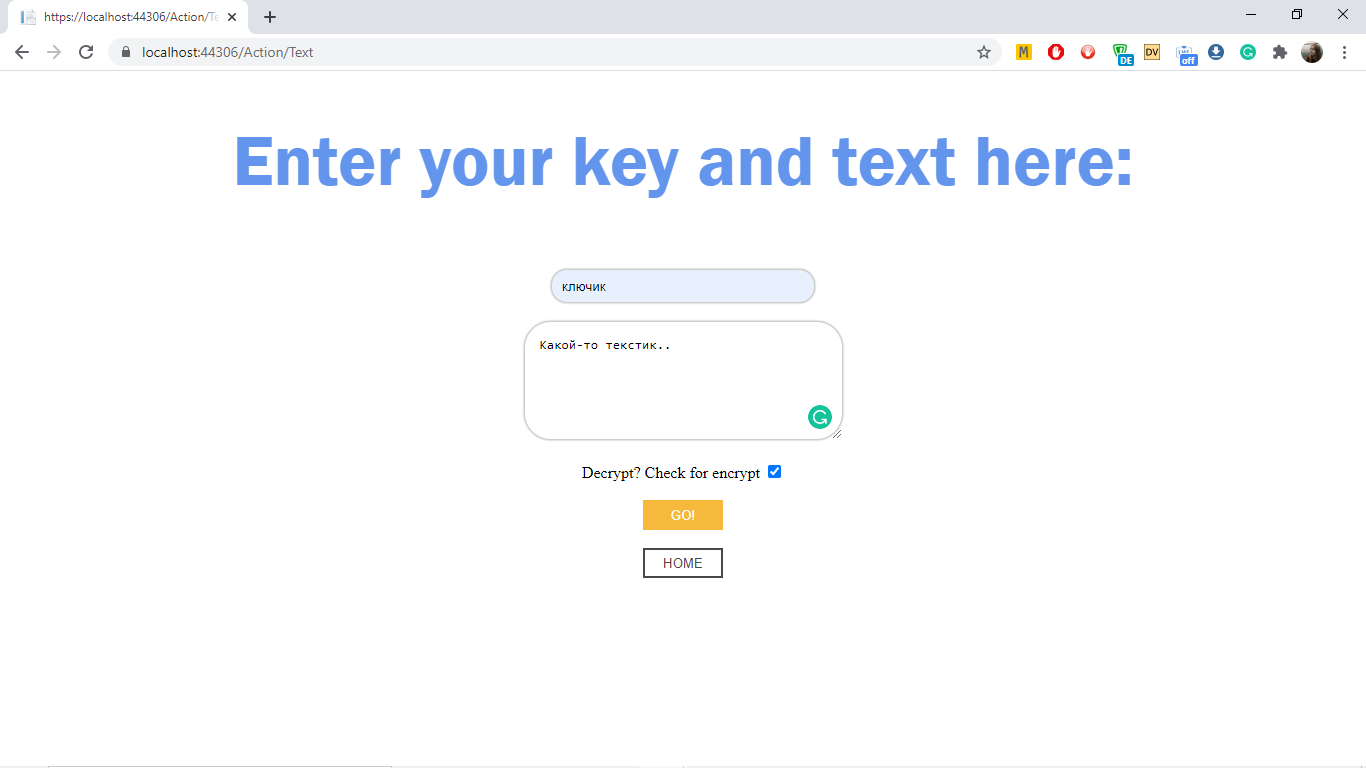 https://localhost:44306/Action/Te
localhost:44306/Action/Text
M
DE
DV
off
Enter your key and text here:
ключик
Какой-то текстик..
Decrypt? Check for encrypt
GO!
HOME